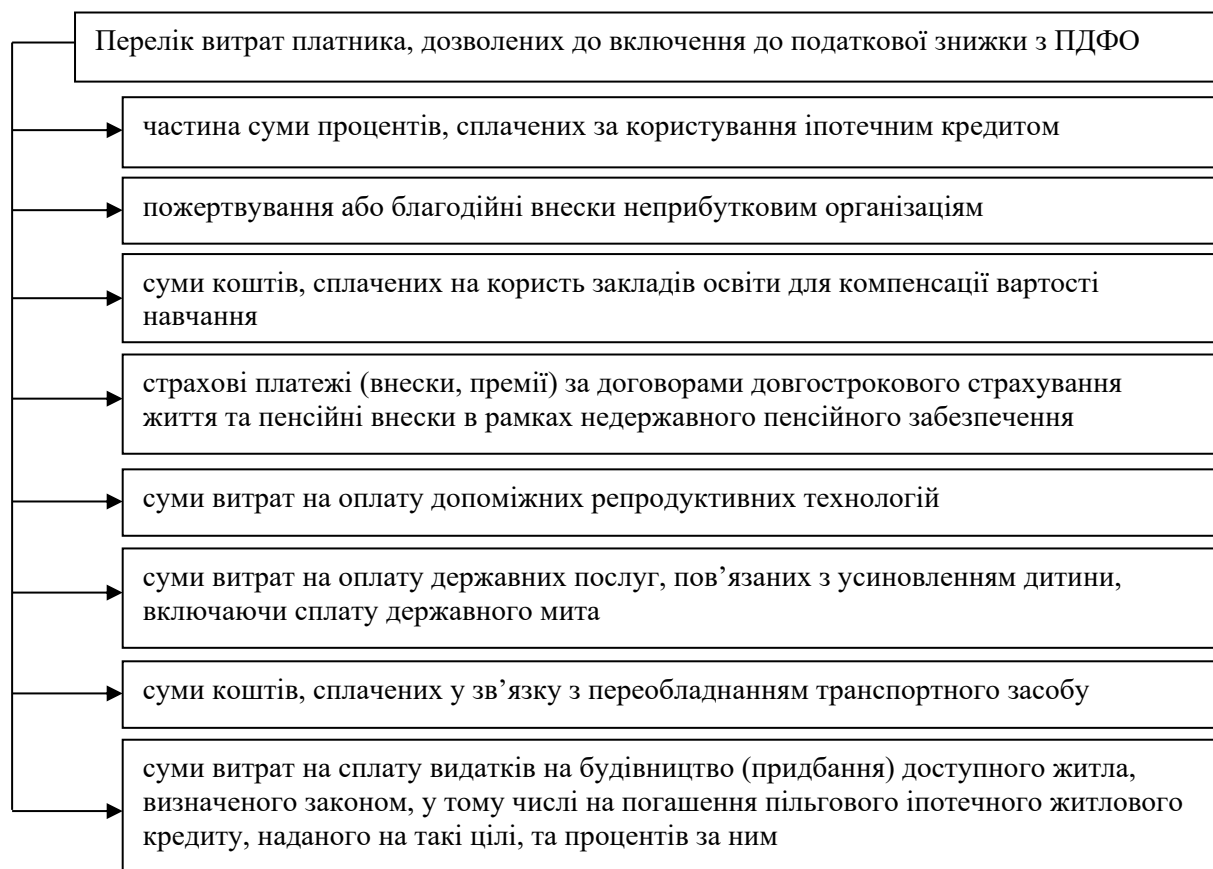 Перелік витрат платника, дозволених до включення до податкової знижки з ПДФО
частина суми процентів, сплачених за користування іпотечним кредитом
пожертвування або благодійні внески неприбутковим організаціям
суми коштів, сплачених на користь закладів освіти для компенсації вартості
навчання
страхові платежі (внески, премії) за договорами довгострокового страхування
життя та пенсійні внески в рамках недержавного пенсійного забезпечення
суми витрат на оплату допоміжних репродуктивних технологій
суми витрат на оплату державних послуг, пов’язаних з усиновленням дитини,
включаючи сплату державного мита
суми коштів, сплачених у зв’язку з переобладнанням транспортного засобу
суми витрат на сплату видатків на будівництво (придбання) доступного житла,
визначеного законом, у тому числі на погашення пільгового іпотечного житлового
кредиту, наданого на такі цілі, та процентів за ним